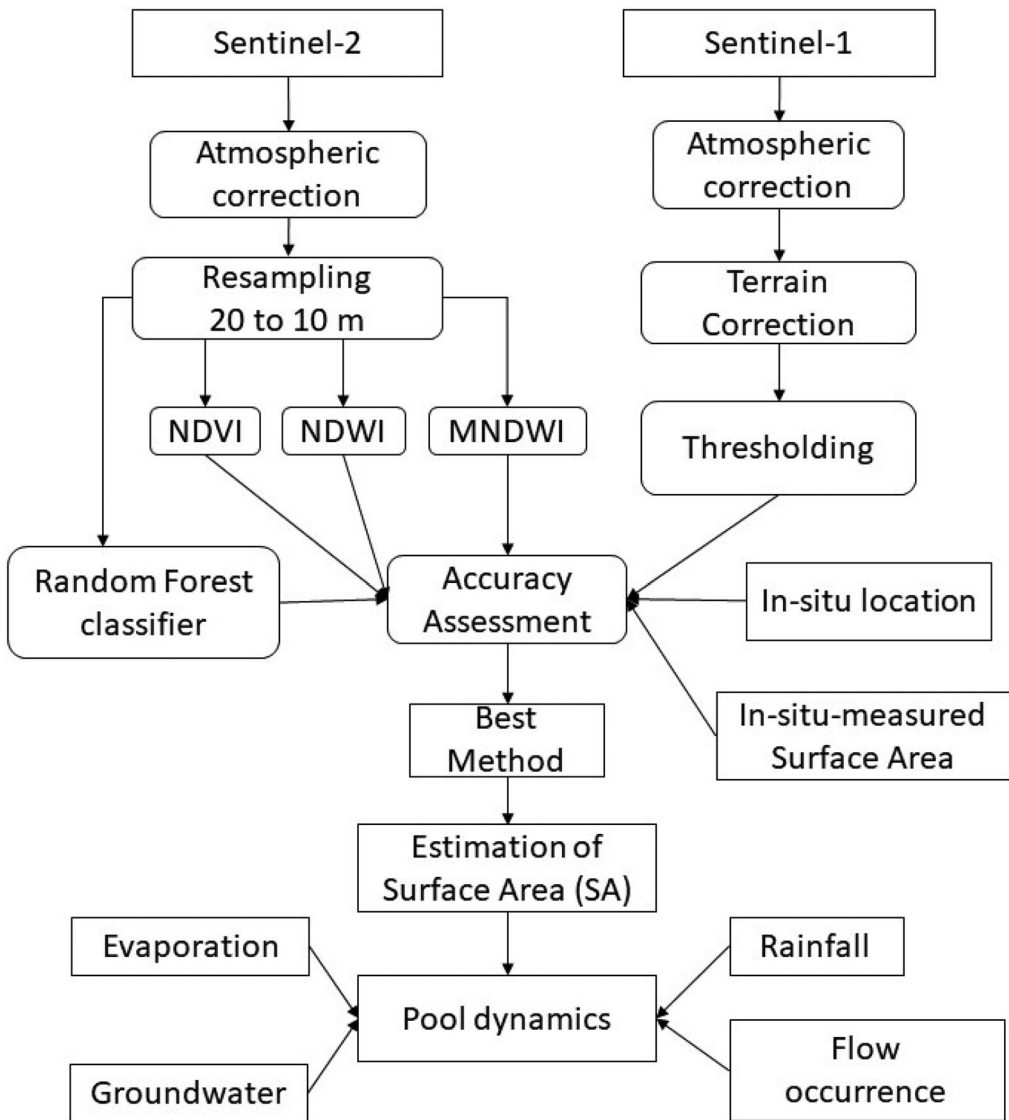 Sentinel-2
Sentinel-1
Atmospheric
correction
Atmospheric
correction
Resampling
20 to 10 m
Terrain
Correction
NDVI
NDWI
MNDWI
Thresholding
Random Forest
classifier
Accuracy
Assessment
In-situ location
Best
Method
In-situ-measured
Surface Area
Estimation of
Surface Area (SA)
Evaporation
Rainfall
Pool dynamics
Groundwater
Flow
occurrence